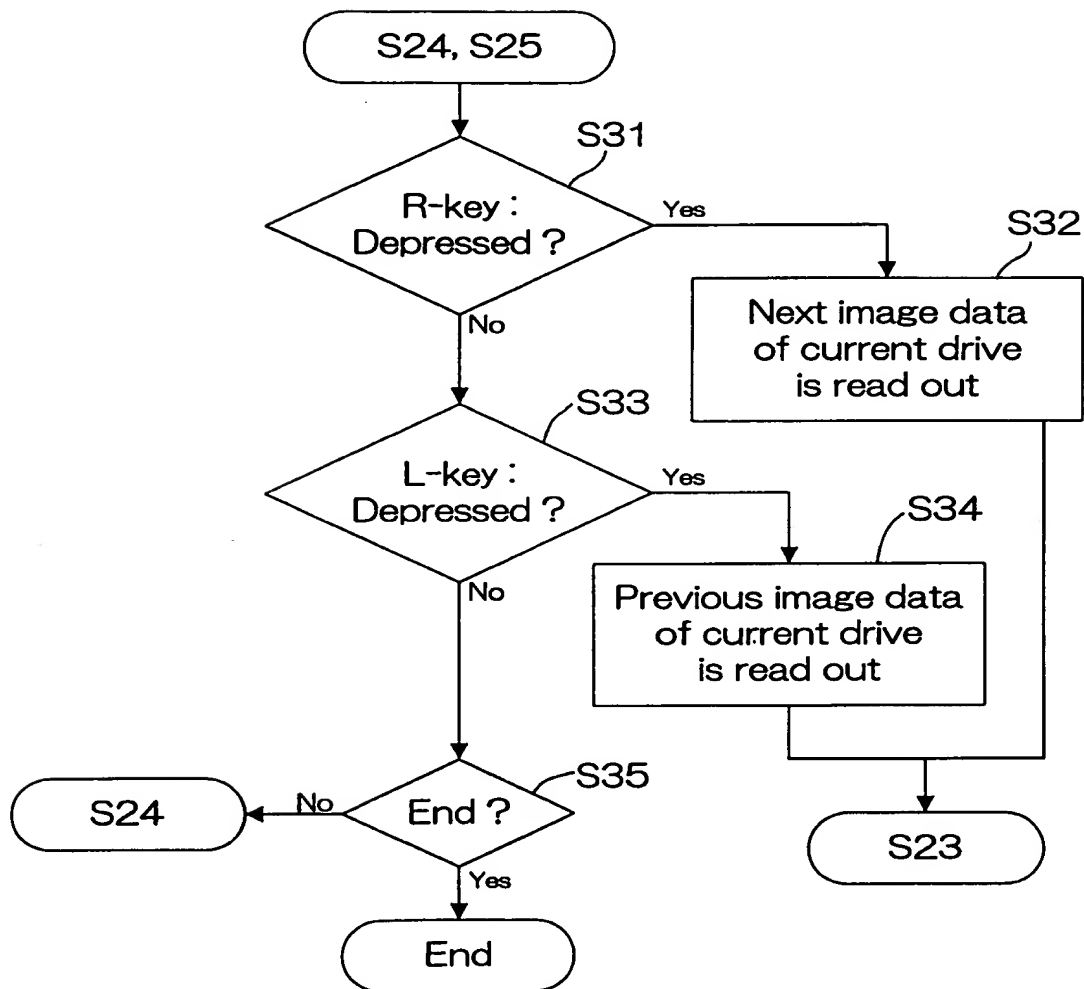 S24, S25
S31
R-key :
Depressed ?
Yes
S32
No
Next image data
of current drive
is read out
S33
L-key :
Depressed ?
Yes
S34
No
Previous image data
of current drive
is read out
S35
S24
No
End ?
S23
Yes
End